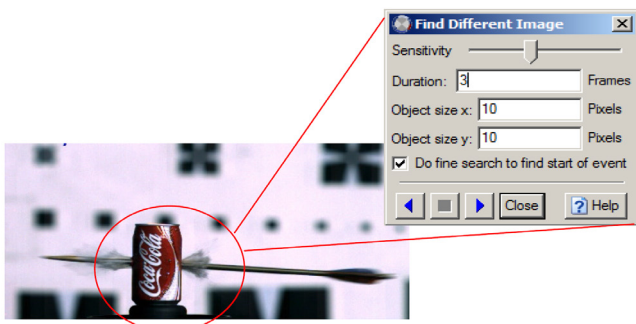 Find Different Image
Sensitivity
Duration: 3 Frames
Object size x: 10 Pixels
Object size y: 10 Pixels
Do fine search to find start of event
Close Help
Coca-Cola